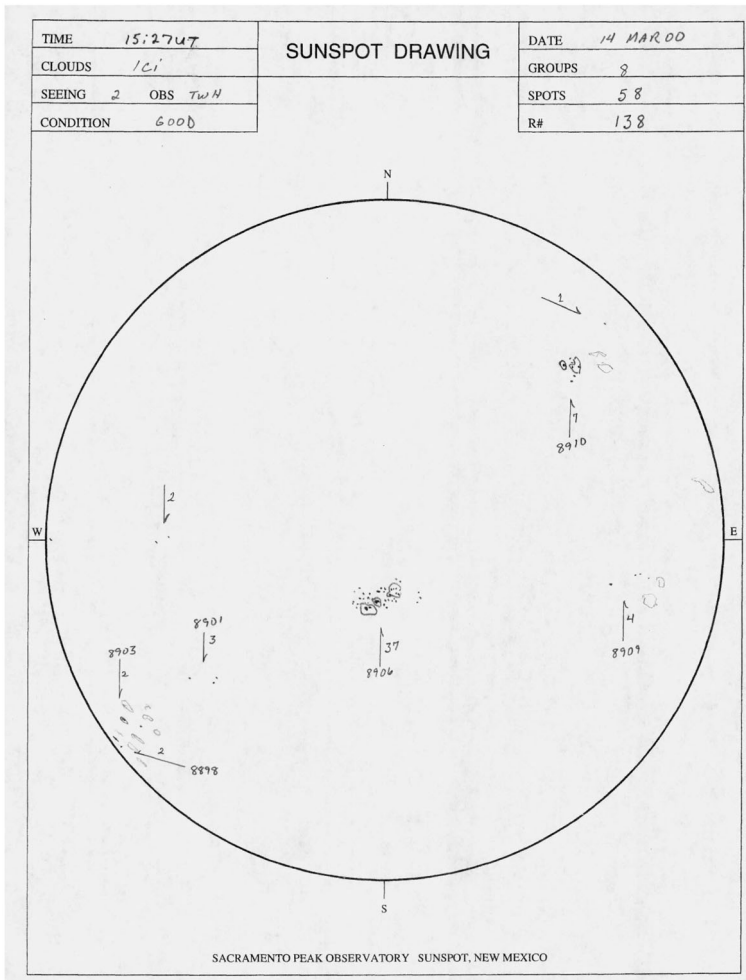 TIME 15:27UT
CLOUDS 1Ci
SEEING 2 OBS TWH
CONDITION GOOD
SUNSPOT DRAWING
DATE 14 MAR 00
GROUPS 8
SPOTS 58
R# 138
N
1
7
8910
2
W
E
8901
3
8903
2
37
8906
4
8909
2
8898
S
SACRAMENTO PEAK OBSERVATORY SUNSPOT, NEW MEXICO